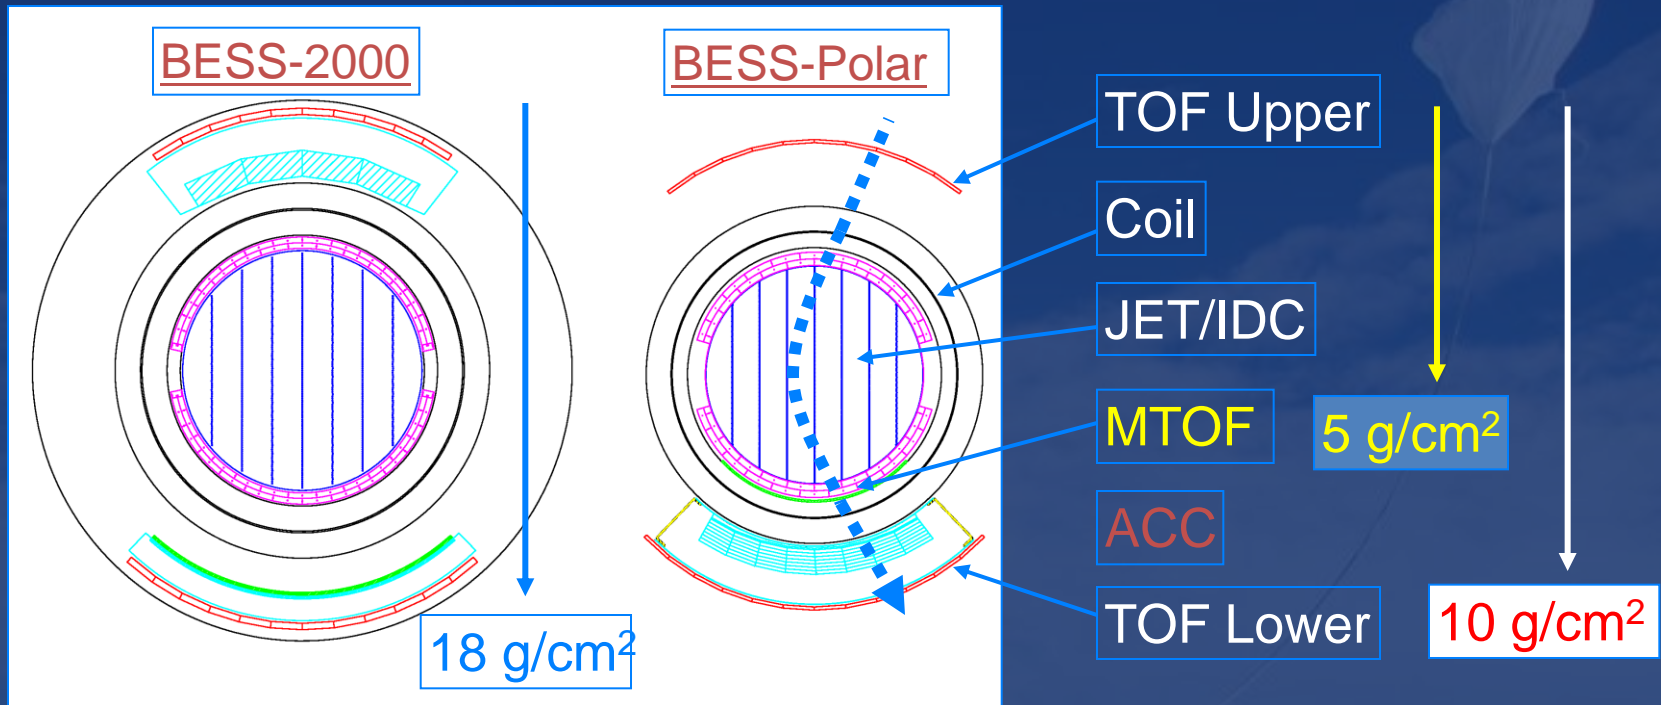 BESS-2000
BESS-Polar
TOF Upper
Coil
JET/IDC
MTOF
5 g/cm²
ACC
TOF Lower
10 g/cm²
18 g/cm²